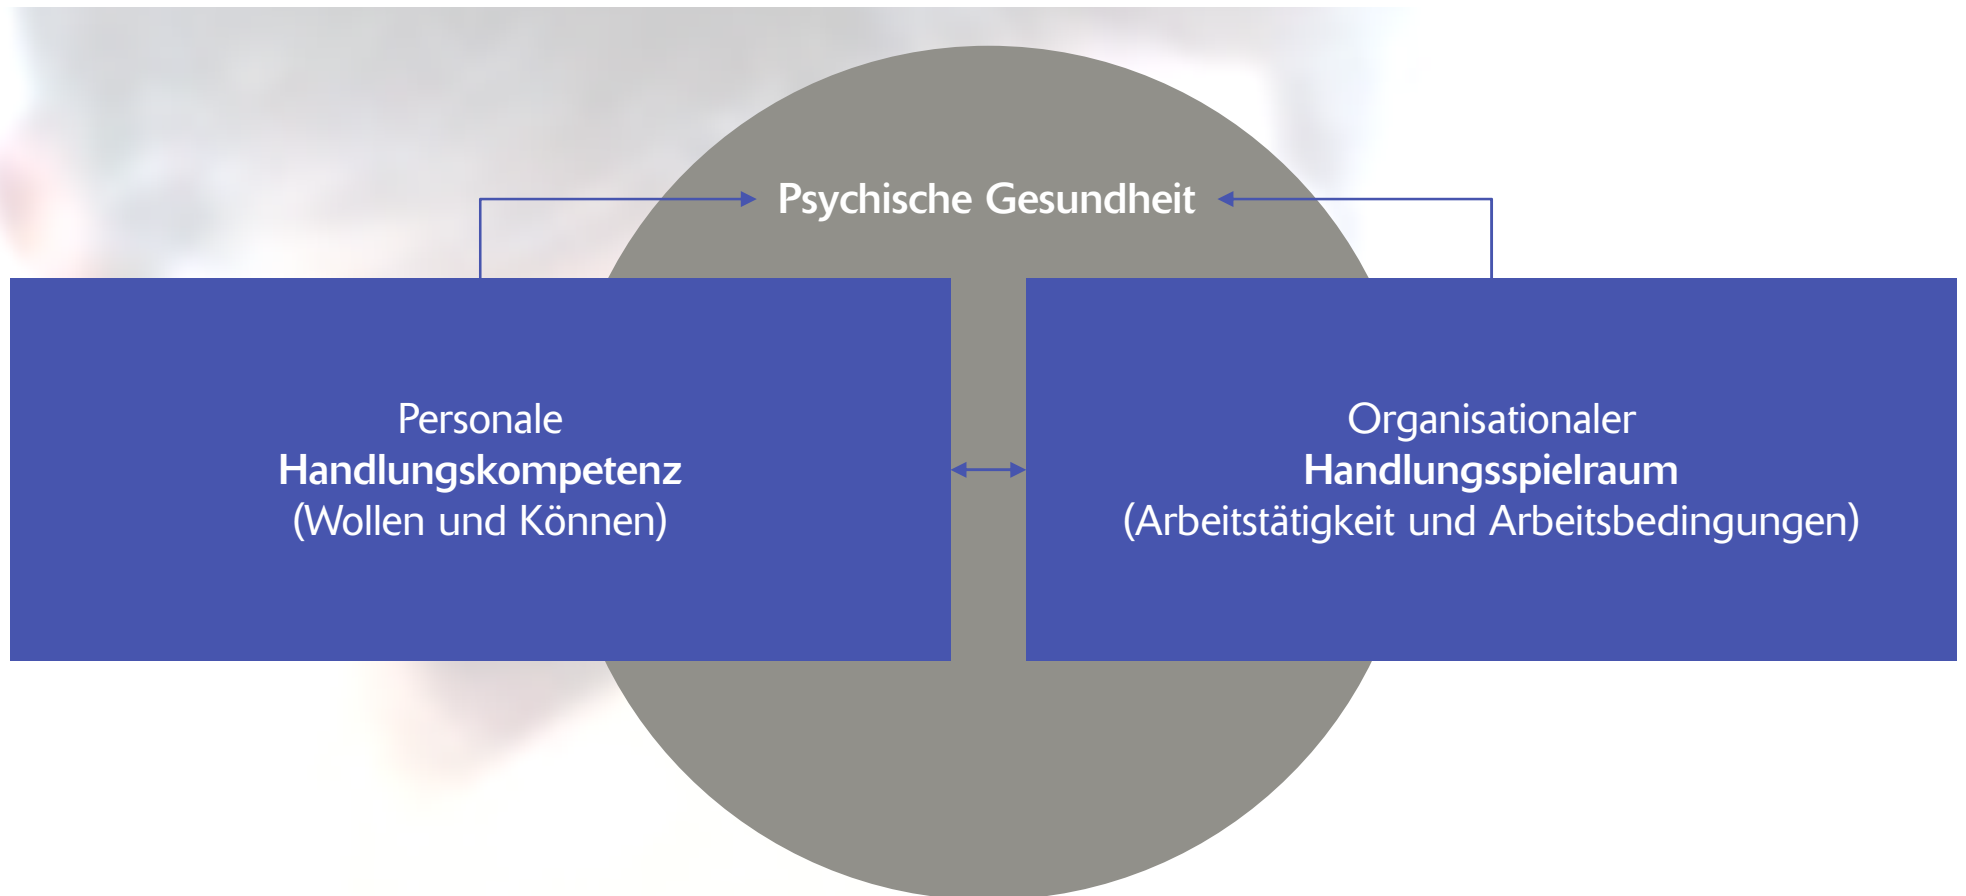 Psychische Gesundheit
Personale
Handlungskompetenz
(Wollen und Können)
Organisationaler
Handlungsspielraum
(Arbeitstätigkeit und Arbeitsbedingungen)